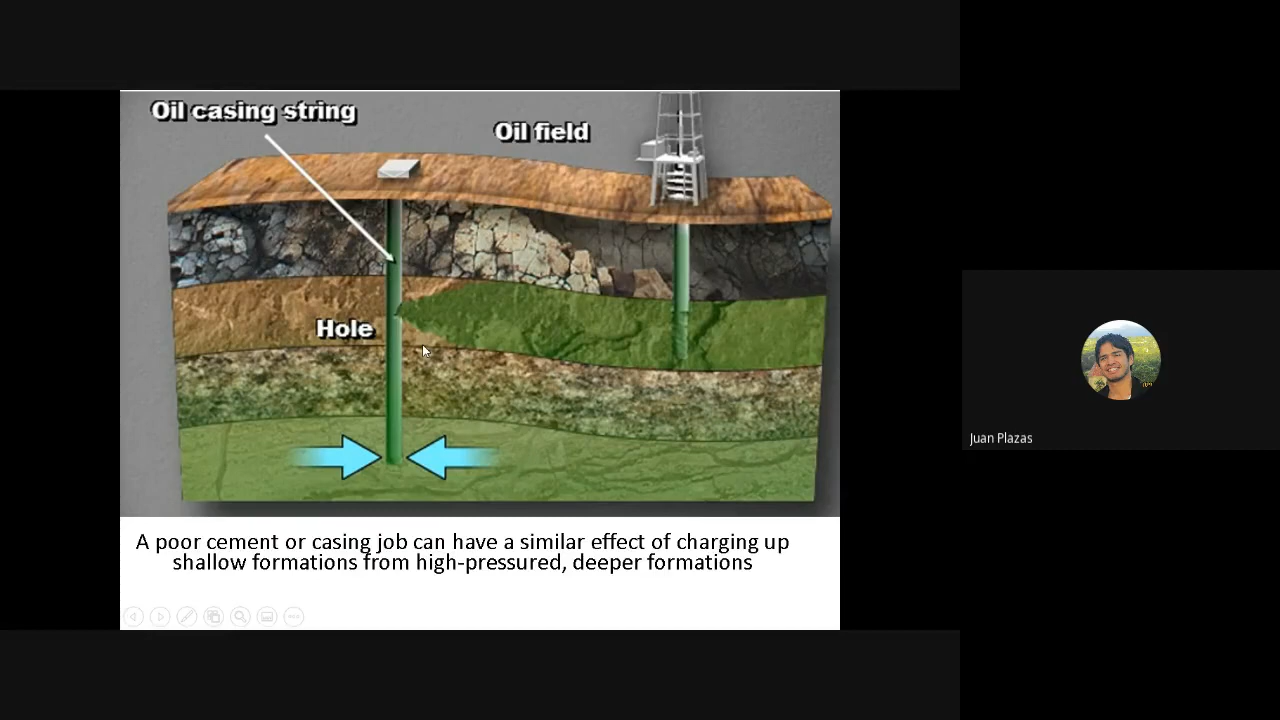 Oil casing string
Oil field
Hole
A poor cement or casing job can have a similar effect of charging up
shallow formations from high-pressured, deeper formations
Juan Plazas